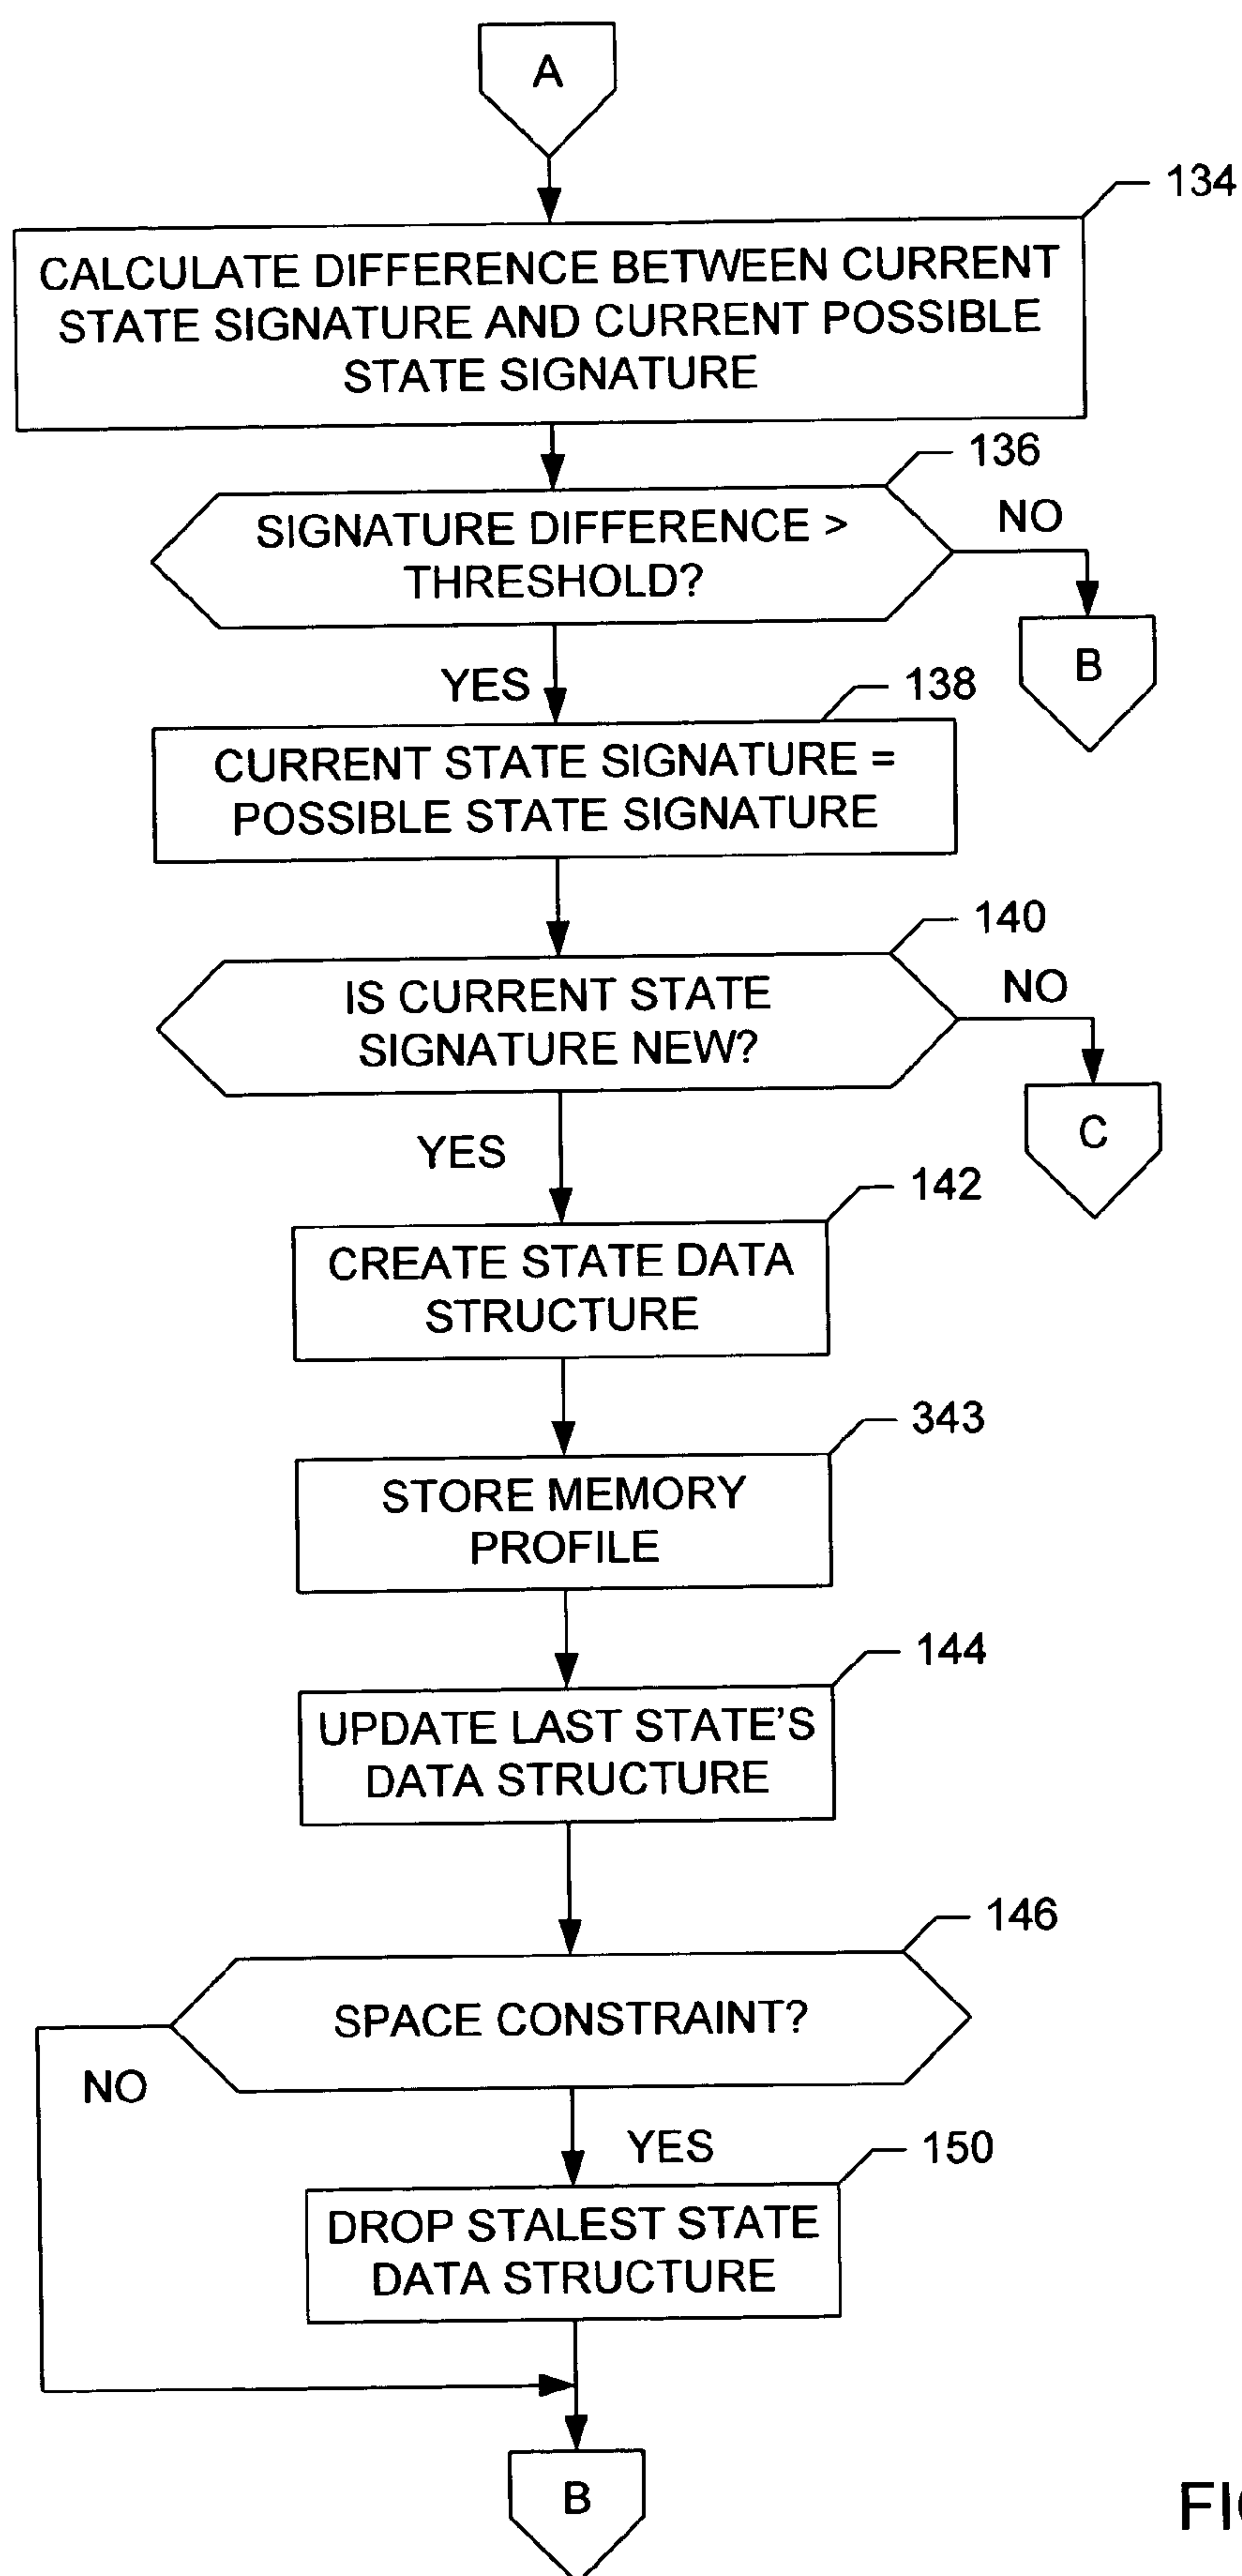 A
134
CALCULATE DIFFERENCE BETWEEN CURRENT
STATE SIGNATURE AND CURRENT POSSIBLE
STATE SIGNATURE
136
SIGNATURE DIFFERENCE >
THRESHOLD?
NO
B
YES
138
CURRENT STATE SIGNATURE =
POSSIBLE STATE SIGNATURE
140
IS CURRENT STATE
SIGNATURE NEW?
NO
C
YES
142
CREATE STATE DATA
STRUCTURE
343
STORE MEMORY
PROFILE
144
UPDATE LAST STATE'S
DATA STRUCTURE
146
SPACE CONSTRAINT?
NO
YES
150
DROP STALEST STATE
DATA STRUCTURE
B